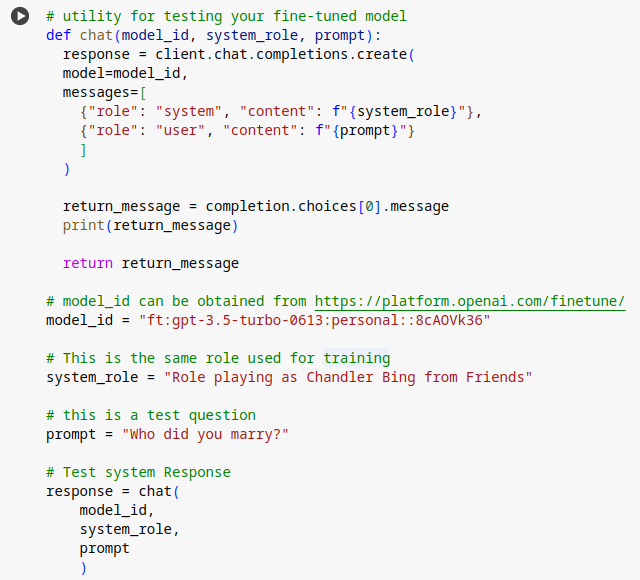 # utility for testing your fine-tuned model
def chat(model_id, system_role, prompt):
  response = client.chat.completions.create(
  model=model_id,
  messages=[
    {"role": "system", "content": f"{system_role}"},
    {"role": "user", "content": f"{prompt}"}
    ]
  )
  return_message = completion.choices[0].message
  print(return_message)
  return return_message
# model_id can be obtained from https://platform.openai.com/finetune/
model_id = "ft:gpt-3.5-turbo-0613:personal::8cAOVk36"
# This is the same role used for training
system_role = "Role playing as Chandler Bing from Friends"
# this is a test question
prompt = "Who did you marry?"
# Test system Response
response = chat(
    model_id,
    system_role,
    prompt
    )